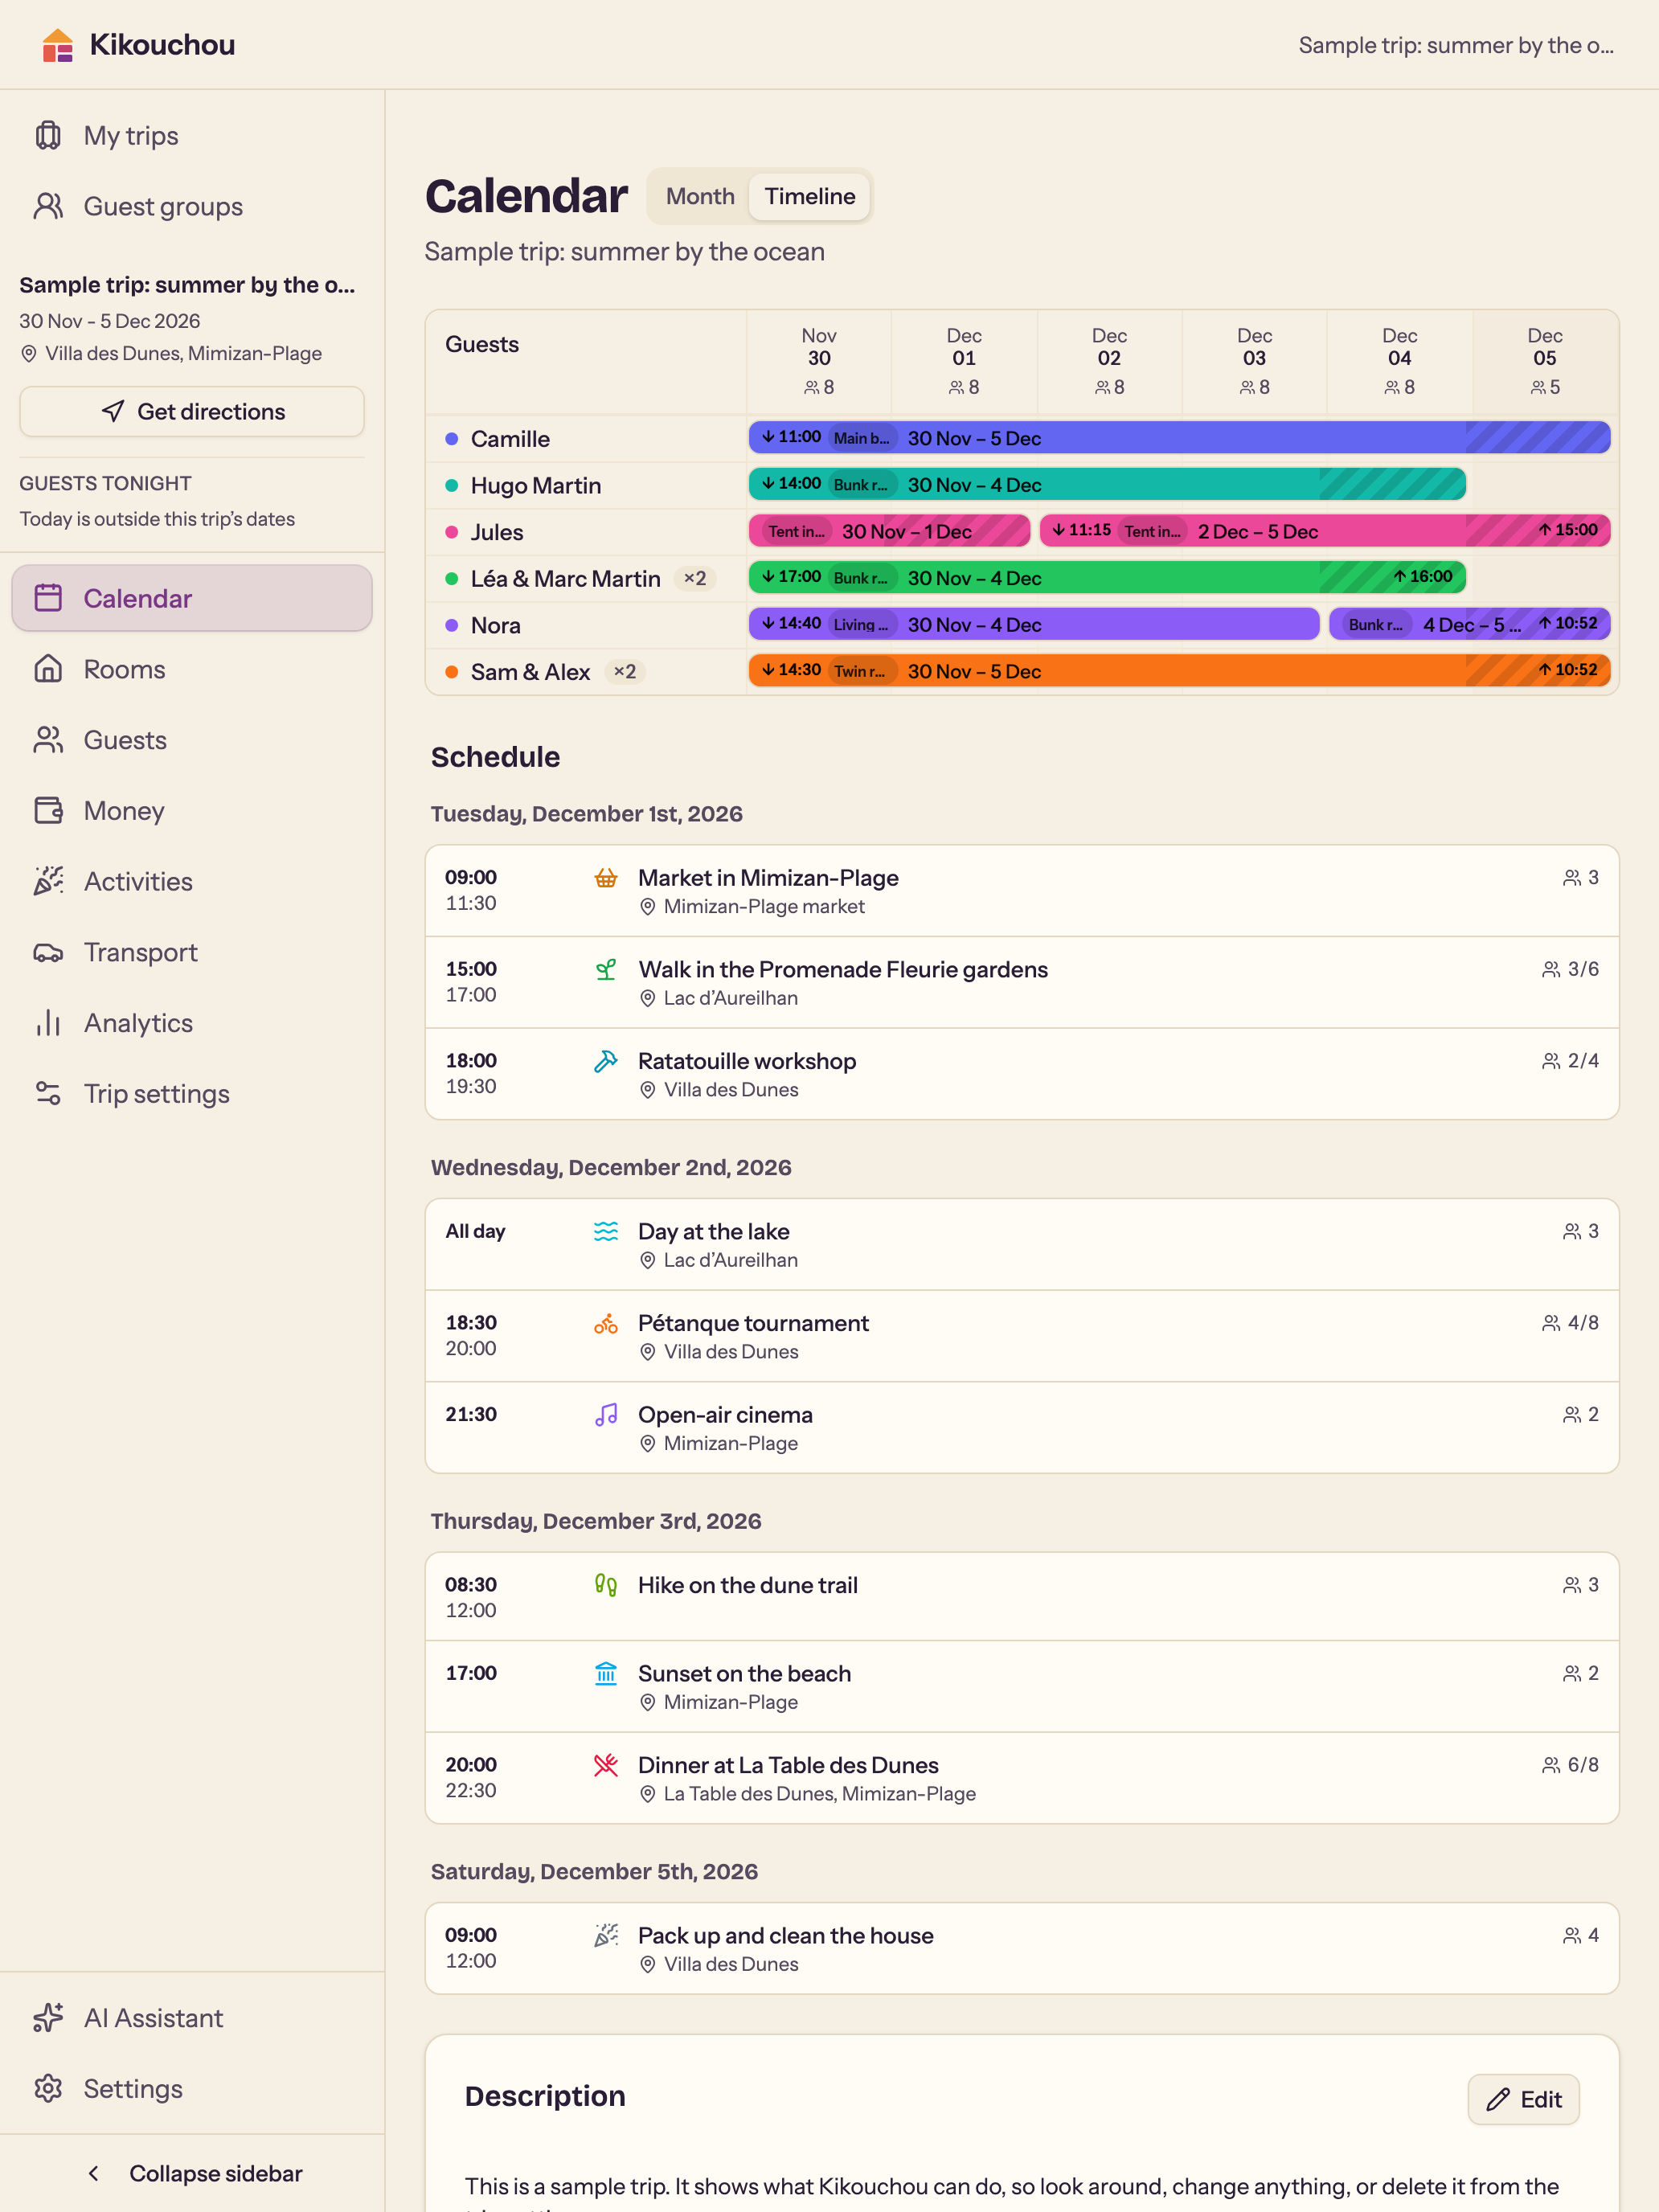 Kikouchou
Sample trip: summer by the o...
My trips
Guest groups
Sample trip: summer by the o...
30 Nov - 5 Dec 2026
Villa des Dunes, Mimizan-Plage
Get directions
GUESTS TONIGHT
Today is outside this trip's dates
Calendar
Rooms
Guests
Money
Activities
Transport
Analytics
Trip settings
AI Assistant
Settings
Collapse sidebar
Calendar
Month
Timeline
Sample trip: summer by the ocean
Guests
Nov 30 8
Dec 01 8
Dec 02 8
Dec 03 8
Dec 04 8
Dec 05 5
Camille ↓ 11:00 Main b... 30 Nov – 5 Dec
Hugo Martin ↓ 14:00 Bunk r... 30 Nov – 4 Dec
Jules Tent in... 30 Nov – 1 Dec ↓ 11:15 Tent in... 2 Dec – 5 Dec ↑ 15:00
Léa & Marc Martin ×2 ↓ 17:00 Bunk r... 30 Nov – 4 Dec ↑ 16:00
Nora ↓ 14:40 Living ... 30 Nov – 4 Dec Bunk r... 4 Dec – 5 ... ↑ 10:52
Sam & Alex ×2 ↓ 14:30 Twin r... 30 Nov – 5 Dec ↑ 10:52
Schedule
Tuesday, December 1st, 2026
09:00 Market in Mimizan-Plage 3
11:30 Mimizan-Plage market
15:00 Walk in the Promenade Fleurie gardens 3/6
17:00 Lac d'Aureilhan
18:00 Ratatouille workshop 2/4
19:30 Villa des Dunes
Wednesday, December 2nd, 2026
All day Day at the lake 3
Lac d'Aureilhan
18:30 Pétanque tournament 4/8
20:00 Villa des Dunes
21:30 Open-air cinema 2
Mimizan-Plage
Thursday, December 3rd, 2026
08:30 Hike on the dune trail 3
12:00
17:00 Sunset on the beach 2
Mimizan-Plage
20:00 Dinner at La Table des Dunes 6/8
22:30 La Table des Dunes, Mimizan-Plage
Saturday, December 5th, 2026
09:00 Pack up and clean the house 4
12:00 Villa des Dunes
Description
Edit
This is a sample trip. It shows what Kikouchou can do, so look around, change anything, or delete it from the